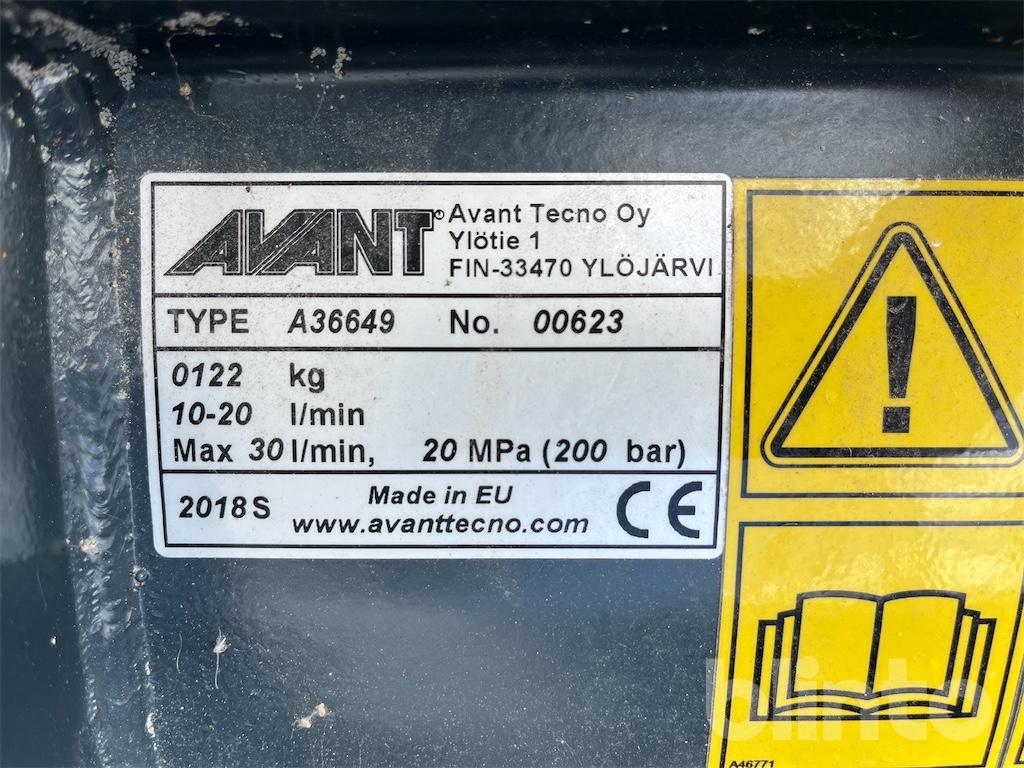 AVANT® Avant Tecno Oy
Ylötie 1
FIN-33470 YLÖJÄRVI
TYPE A36649 No. 00623
0122 kg
10-20 l/min
Max 30 l/min, 20 MPa (200 bar)
2018 S Made in EU CE
www.avanttecno.com
!
A46771
blinto